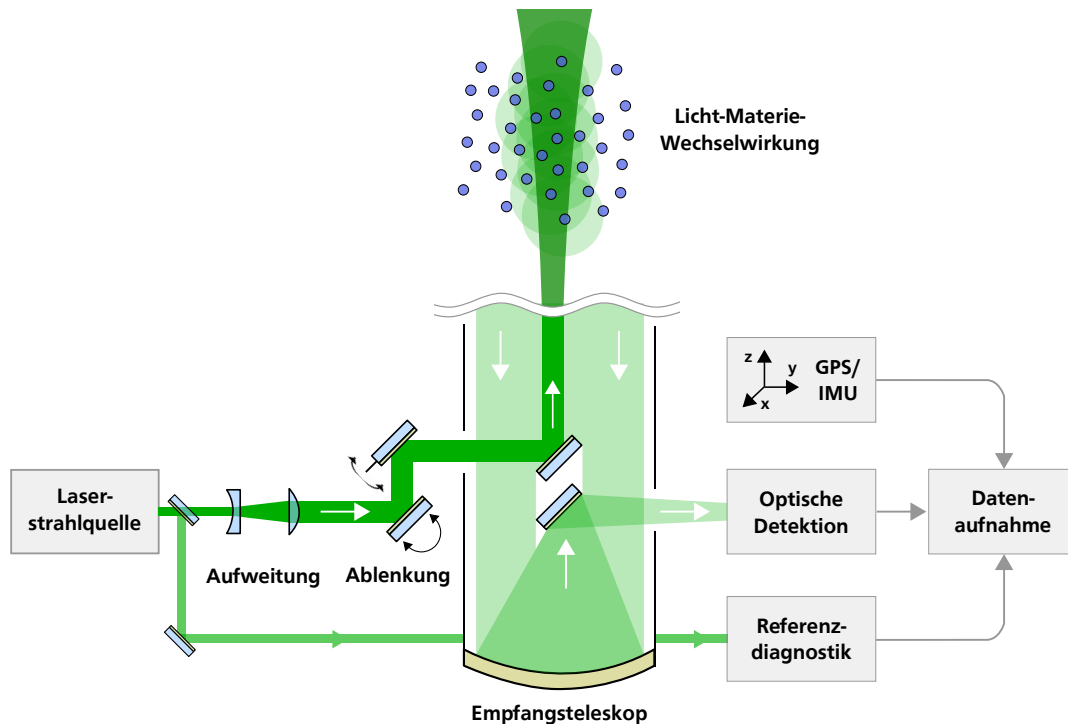 Licht-Materie-
Wechselwirkung
z
y
x
GPS/
IMU
Laser-
strahlquelle
Aufweitung
Ablenkung
Optische
Detektion
Daten-
aufnahme
Referenz-
diagnostik
Empfangsteleskop